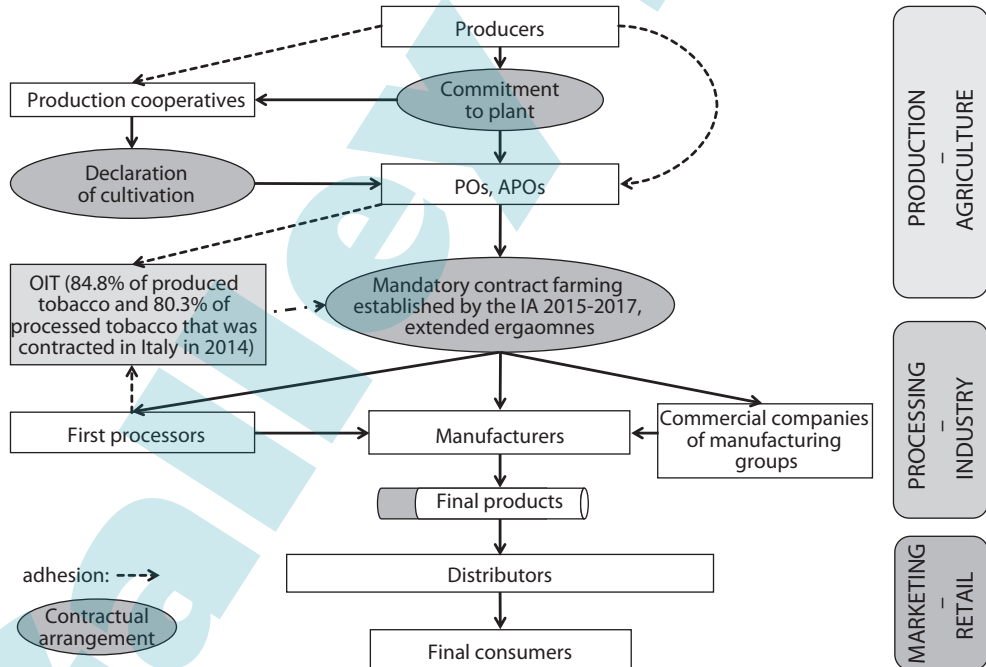 Producers
Production cooperatives
Commitment
to plant
Declaration
of cultivation
POs, APOs
PRODUCTION
–
AGRICULTURE
OIT (84.8% of produced
tobacco and 80.3% of
processed tobacco that was
contracted in Italy in 2014)
Mandatory contract farming
established by the IA 2015-2017,
extended ergaomnes
First processors
Manufacturers
Commercial companies
of manufacturing
groups
PROCESSING
–
INDUSTRY
Final products
adhesion:
Distributors
Contractual
arrangement
Final consumers
MARKETING
–
RETAIL